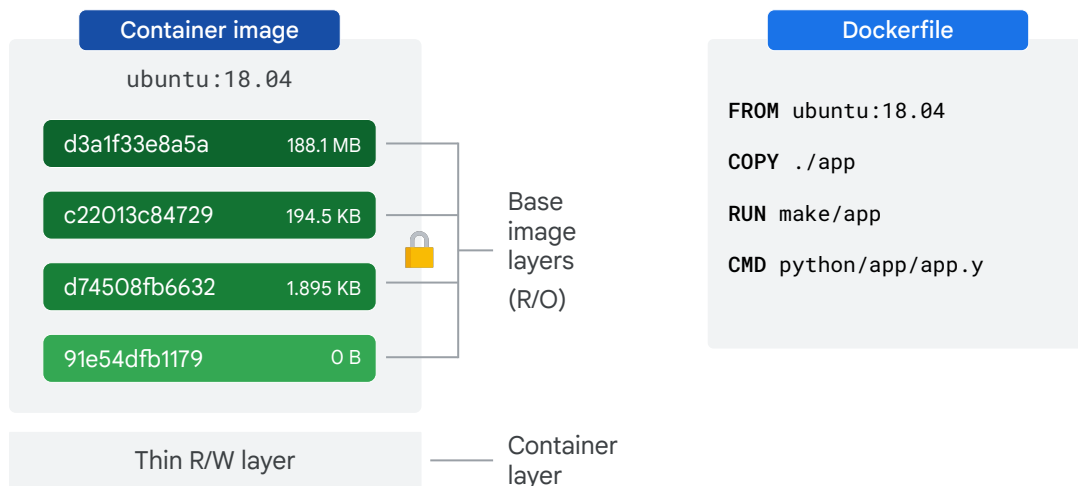 Container image
ubuntu:18.04
d3a1f33e8a5a 188.1 MB
c22013c84729 194.5 KB
d74508fb6632 1.895 KB
91e54dfb1179 0 B
Base
image
layers
(R/O)
Thin R/W layer
Container
layer
Dockerfile
FROM ubuntu:18.04
COPY ./app
RUN make/app
CMD python/app/app.y